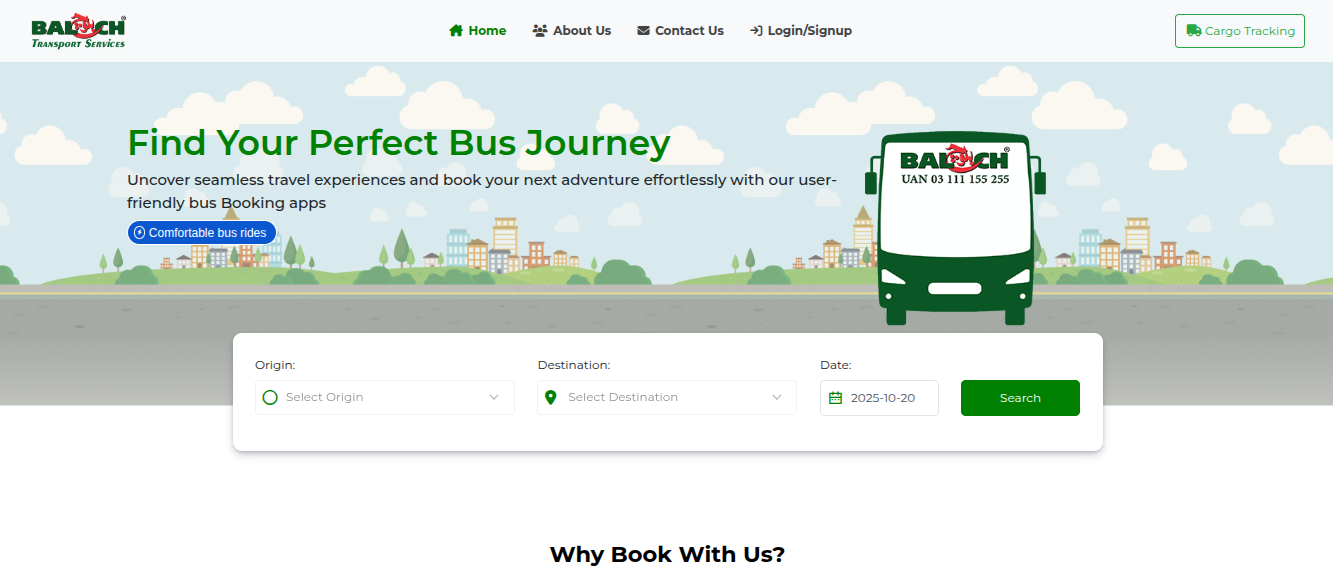 BALOCH
TRANSPORT SERVICES
Home
About Us
Contact Us
Login/Signup
Cargo Tracking
Find Your Perfect Bus Journey
Uncover seamless travel experiences and book your next adventure effortlessly with our user-
friendly bus Booking apps
Comfortable bus rides
BALOCH
UAN 03 111 155 255
Origin:
Select Origin
Destination:
Select Destination
Date:
2025-10-20
Search
Why Book With Us?